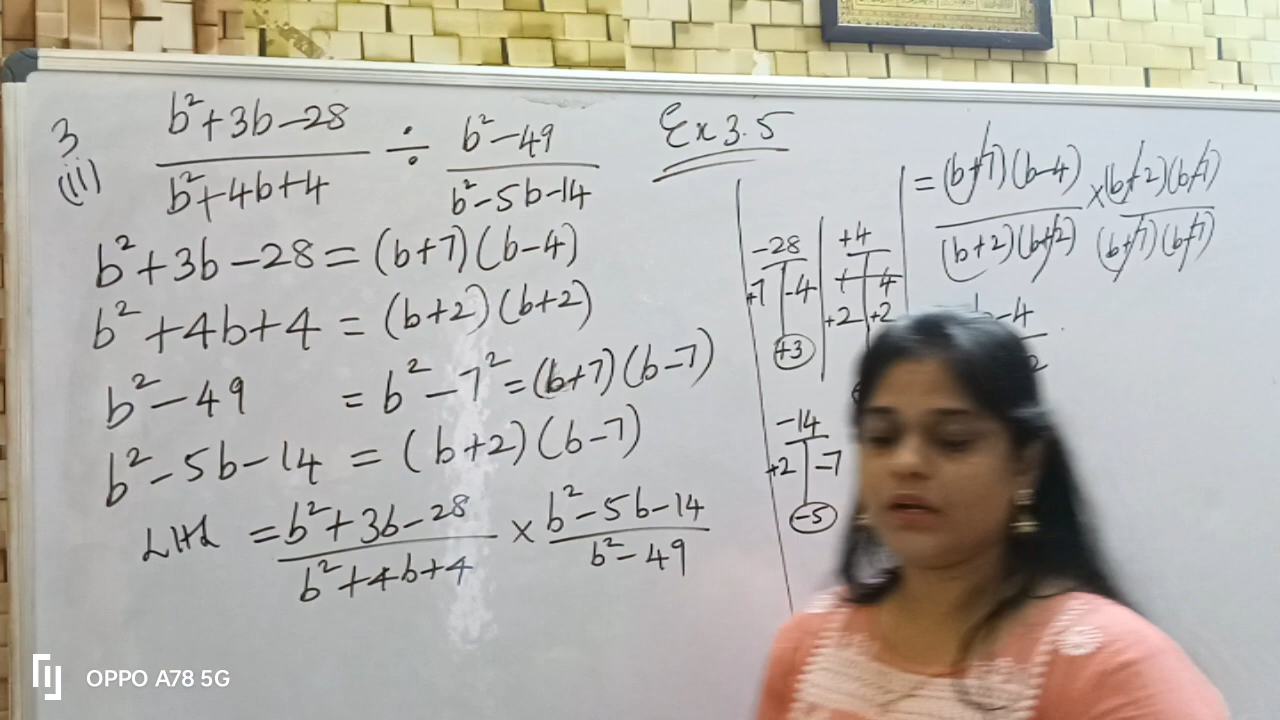 3
(ii) b²+3b-28 / b²+4b+4 ÷ b²-49 / b²-5b-14
Ex 3.5
b²+3b-28 = (b+7)(b-4)
b²+4b+4 = (b+2)(b+2)
b²-49 = b²-7² = (b+7)(b-7)
b²-5b-14 = (b+2)(b-7)
LHS = b²+3b-28 / b²+4b+4 × b²-5b-14 / b²-49
-28
+7 -4
+3
+4
+ 4
+2 +2
-14
+2 -7
-5
= (b+7)(b-4) / (b+2)(b+2) × (b+2)(b-7) / (b+7)(b-7)
b-4
2
OPPO A78 5G